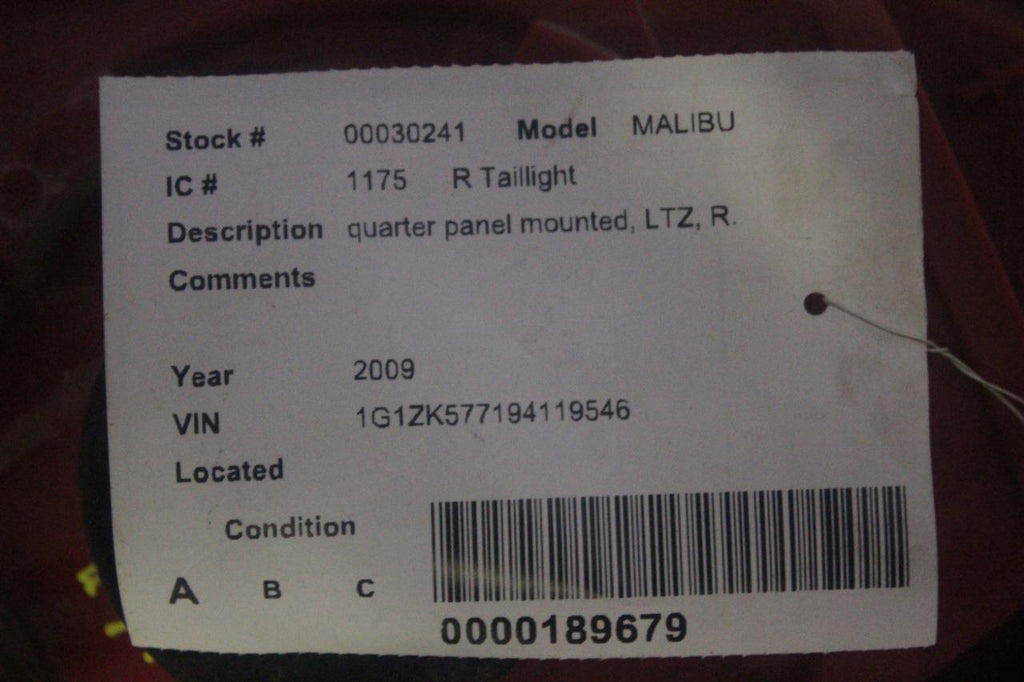 Stock # 00030241 Model MALIBU
IC # 1175 R Taillight
Description quarter panel mounted, LTZ, R.
Comments
Year 2009
VIN 1G1ZK577194119546
Located
Condition
A B C
0000189679